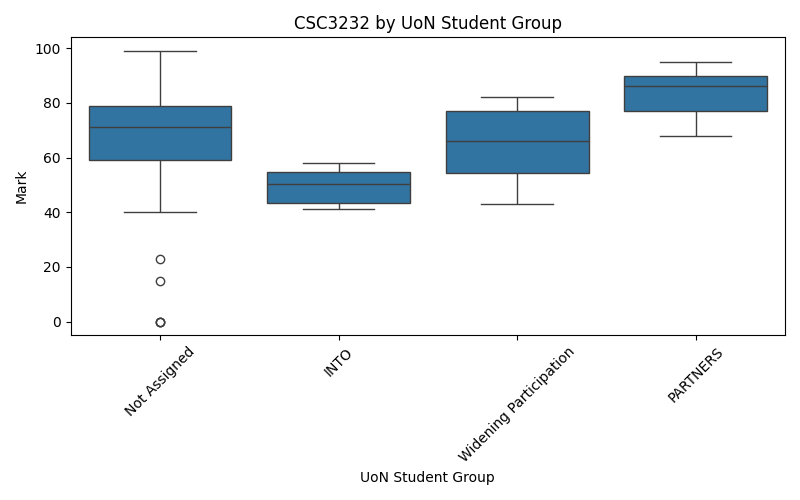 CSC3232 by UoN Student Group
Mark
100
80
60
40
20
0
Not Assigned
INTO
Widening Participation
PARTNERS
UoN Student Group